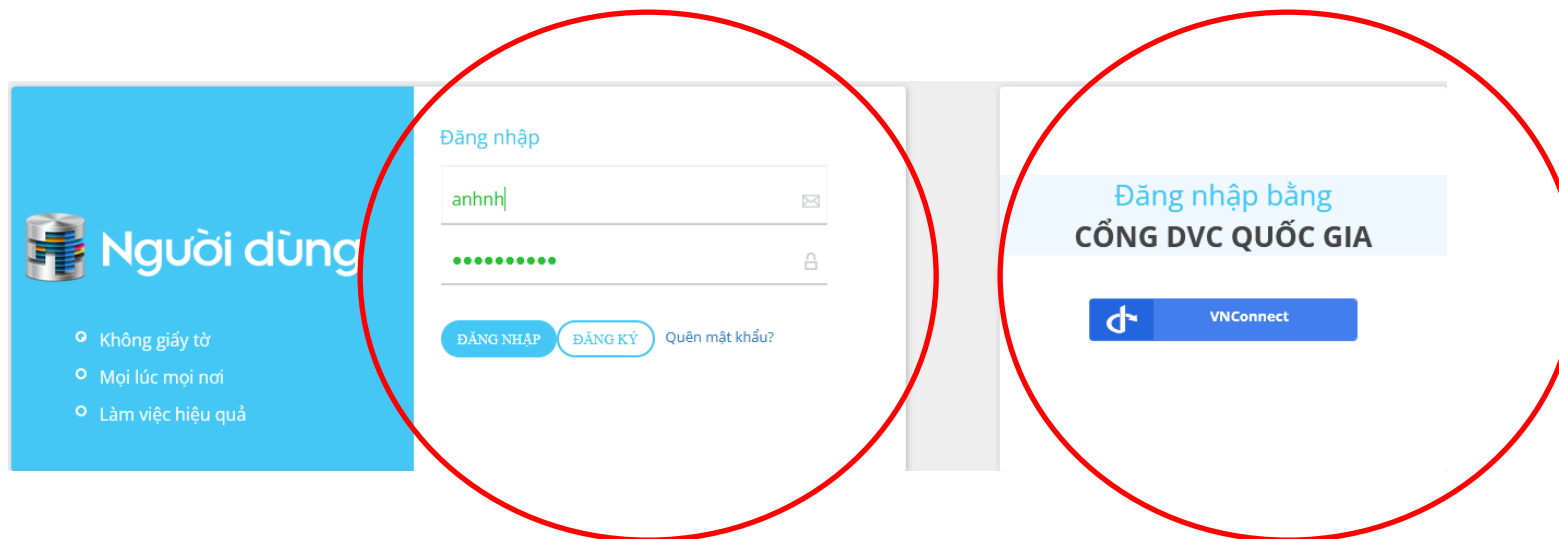 Người dùng
Không giấy tờ
Mọi lúc mọi nơi
Làm việc hiệu quả
Đăng nhập
anhnh
••••••••••
ĐĂNG NHẬP ĐĂNG KÝ Quên mật khẩu?
Đăng nhập bằng
CỔNG DVC QUỐC GIA
VNConnect